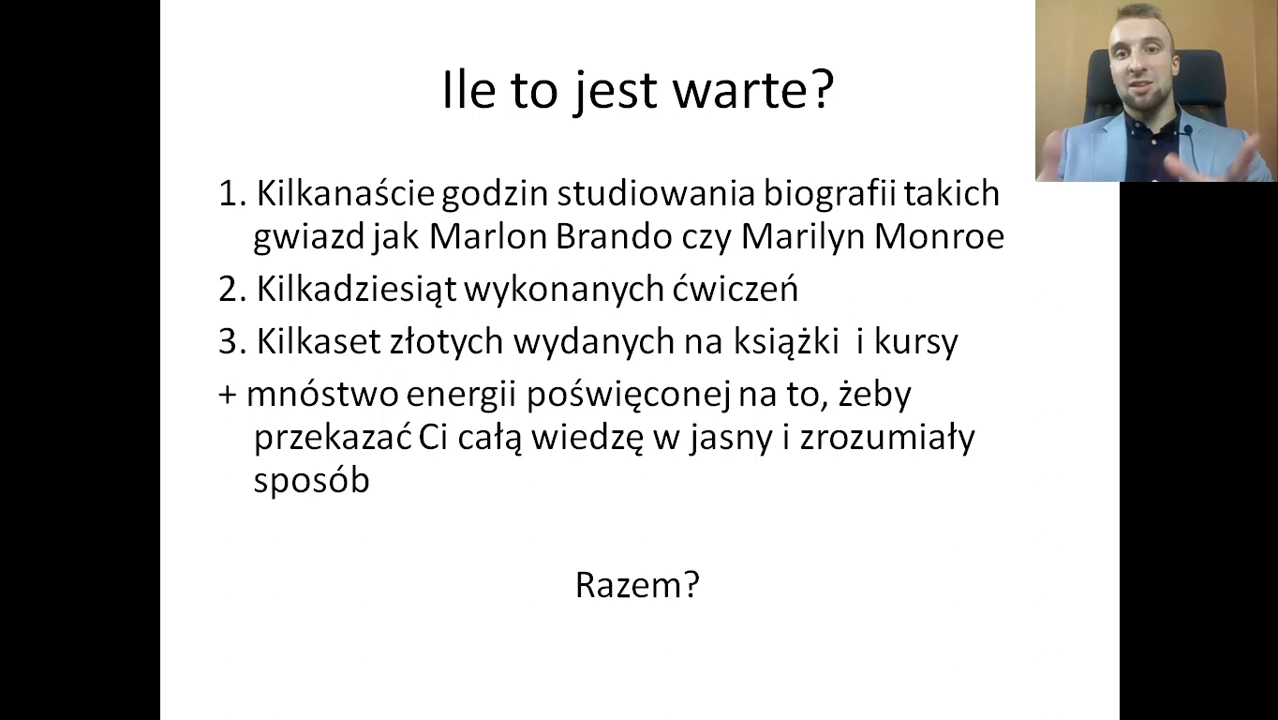 Ile to jest warte?
1. Kilkanaście godzin studiowania biografii takich
gwiazd jak Marlon Brando czy Marilyn Monroe
2. Kilkadziesiąt wykonanych ćwiczeń
3. Kilkaset złotych wydanych na książki i kursy
+ mnóstwo energii poświęconej na to, żeby
przekazać Ci całą wiedzę w jasny i zrozumiały
sposób
Razem?